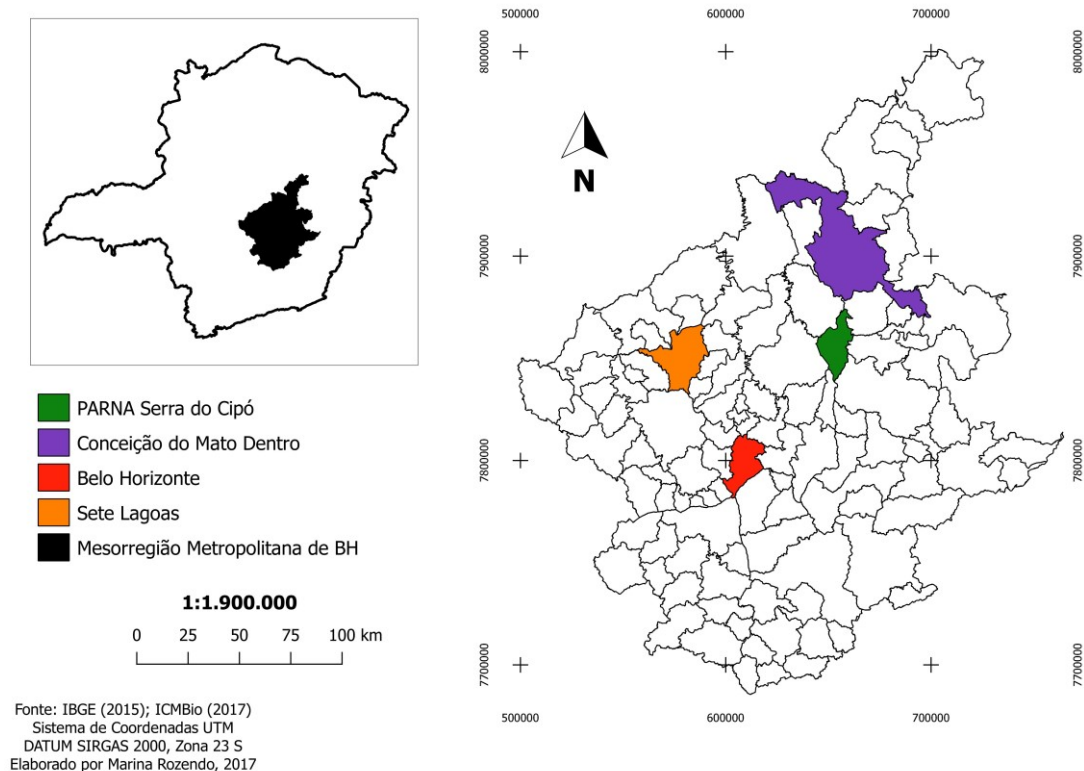 500000
600000
700000
8000000
8000000
N
7900000
7900000
PARNA Serra do Cipó
Conceição do Mato Dentro
Belo Horizonte
Sete Lagoas
Mesorregião Metropolitana de BH
7800000
7800000
1:1.900.000
0 25 50 75 100 km
7700000
7700000
500000
600000
700000
Fonte: IBGE (2015); ICMBio (2017)
Sistema de Coordenadas UTM
DATUM SIRGAS 2000, Zona 23 S
Elaborado por Marina Rozendo, 2017